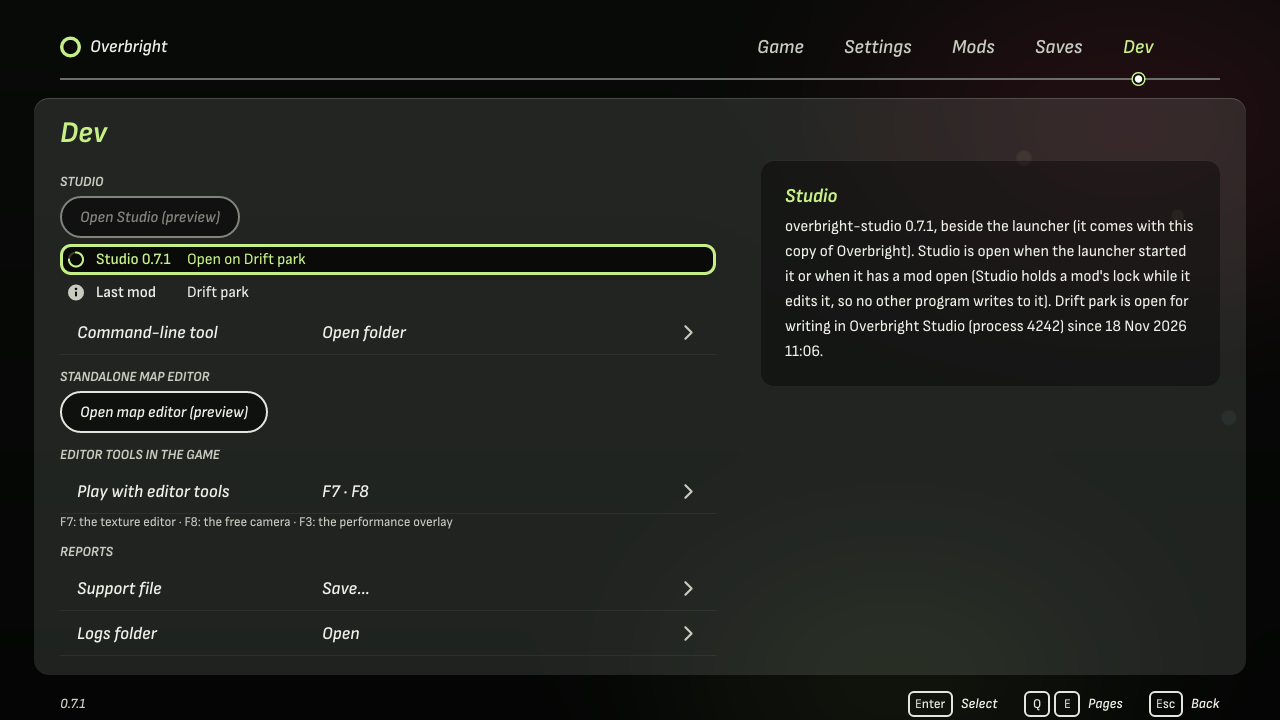 Overbright
Game
Settings
Mods
Saves
Dev
Dev
STUDIO
Open Studio (preview)
Studio 0.7.1 Open on Drift park
Last mod Drift park
Command-line tool Open folder
STANDALONE MAP EDITOR
Open map editor (preview)
EDITOR TOOLS IN THE GAME
Play with editor tools F7 · F8
F7: the texture editor · F8: the free camera · F3: the performance overlay
REPORTS
Support file Save...
Logs folder Open
Studio
overbright-studio 0.7.1, beside the launcher (it comes with this
copy of Overbright). Studio is open when the launcher started
it or when it has a mod open (Studio holds a mod's lock while it
edits it, so no other program writes to it). Drift park is open for
writing in Overbright Studio (process 4242) since 18 Nov 2026
11:06.
0.7.1
Enter Select
Q E Pages
Esc Back